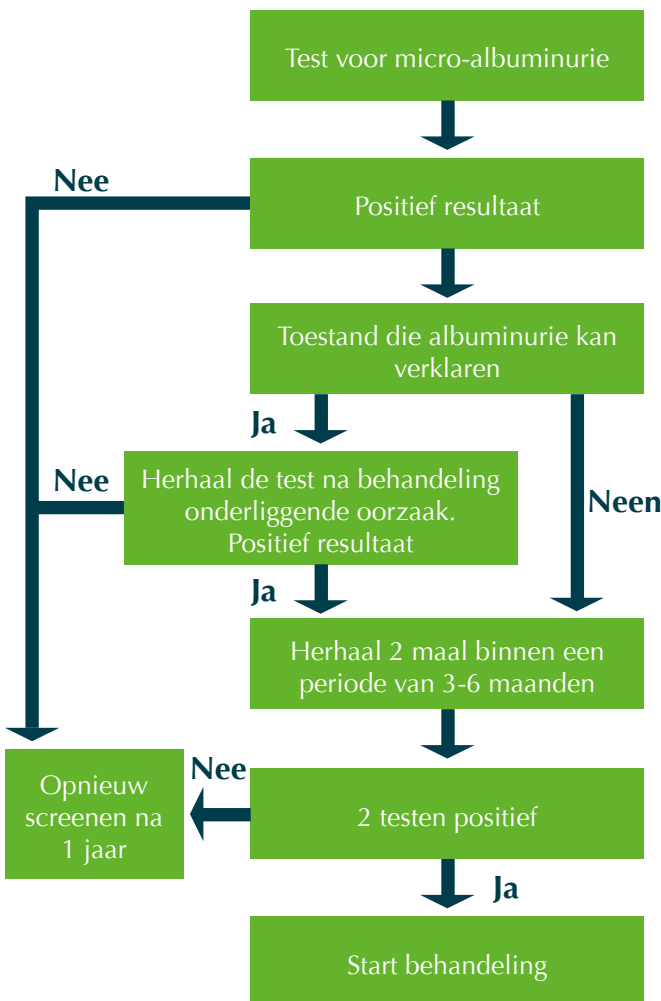 Test voor micro-albuminurie
Nee
Positief resultaat
Toestand die albuminurie kan
verklaren
Ja
Nee
Herhaal de test na behandeling
onderliggende oorzaak.
Positief resultaat
Neen
Ja
Herhaal 2 maal binnen een
periode van 3-6 maanden
Nee
Opnieuw
screenen na
1 jaar
2 testen positief
Ja
Start behandeling